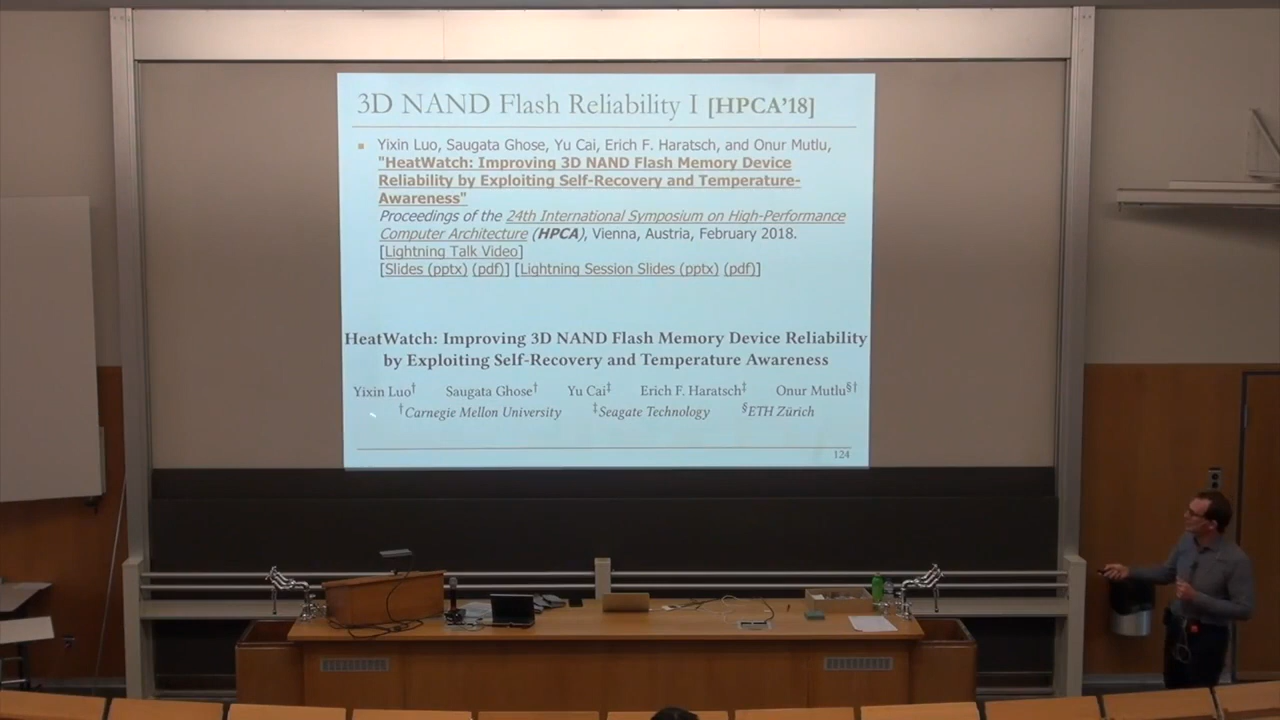 3D NAND Flash Reliability I [HPCA'18]
Yixin Luo, Saugata Ghose, Yu Cai, Erich F. Haratsch, and Onur Mutlu,
"HeatWatch: Improving 3D NAND Flash Memory Device
Reliability by Exploiting Self-Recovery and Temperature-
Awareness"
Proceedings of the 24th International Symposium on High-Performance
Computer Architecture (HPCA), Vienna, Austria, February 2018.
[Lightning Talk Video]
[Slides (pptx) (pdf)] [Lightning Session Slides (pptx) (pdf)]
HeatWatch: Improving 3D NAND Flash Memory Device Reliability
by Exploiting Self-Recovery and Temperature Awareness
Yixin Luo† Saugata Ghose† Yu Cai‡ Erich F. Haratsch‡ Onur Mutlu§†
†Carnegie Mellon University ‡Seagate Technology §ETH Zürich
124